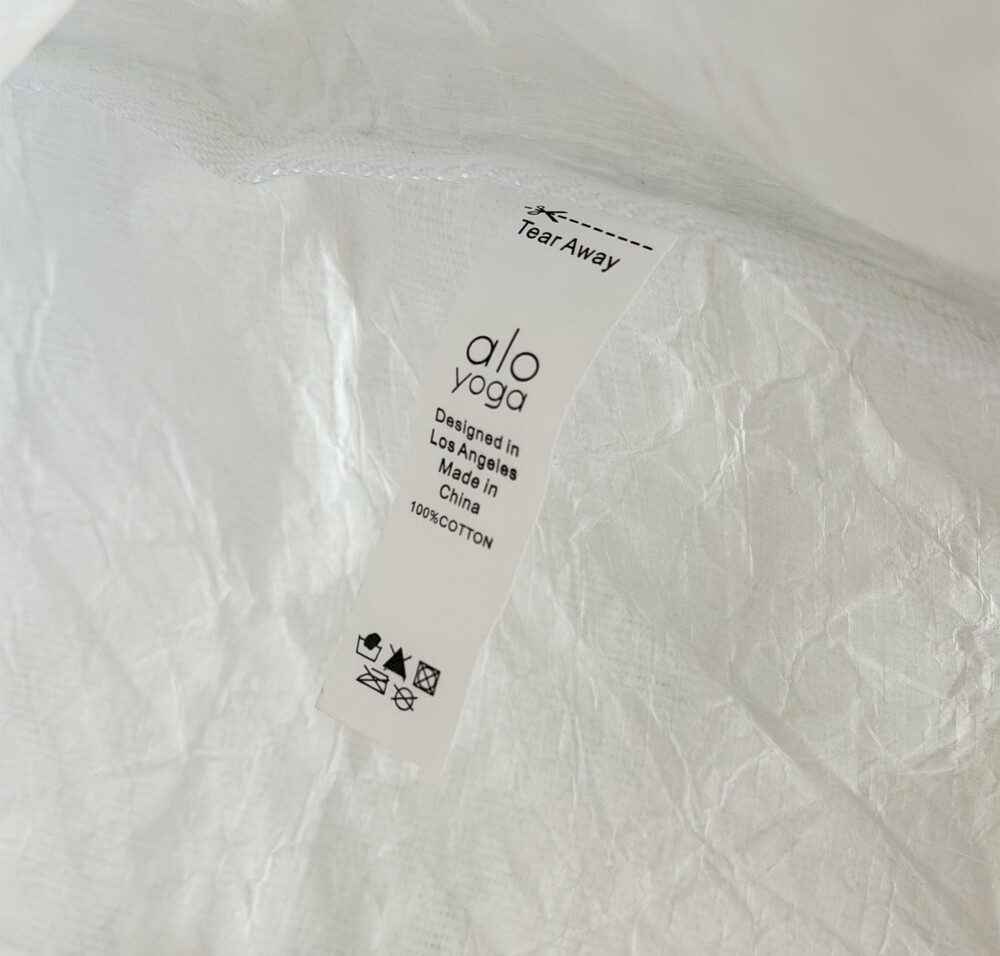 Tear Away
alo
yoga
Designed in
Los Angeles
Made in
China
100%COTTON